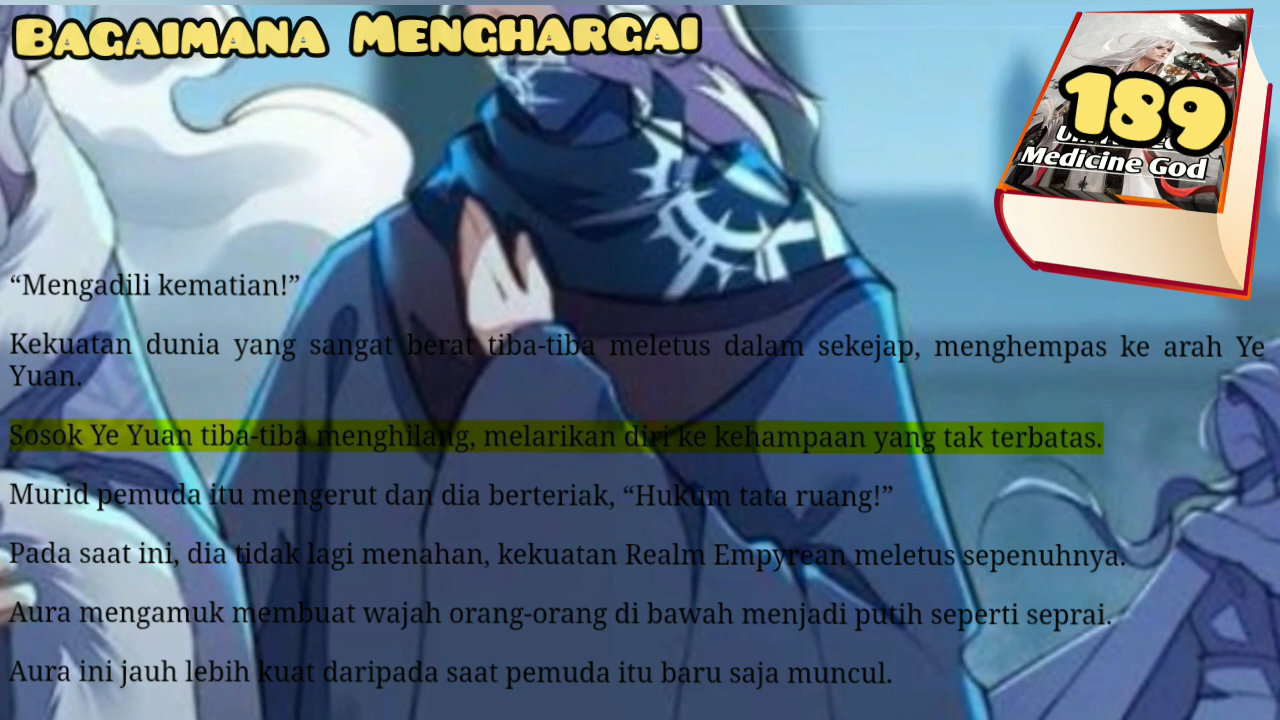 Bagaimana Menghargai
189
Medicine God
“Mengadili kematian!”
Kekuatan dunia yang sangat berat tiba-tiba meletus dalam sekejap, menghempas ke arah Ye
Yuan.
Sosok Ye Yuan tiba-tiba menghilang, melarikan diri ke kehampaan yang tak terbatas.
Murid pemuda itu mengerut dan dia berteriak, “Hukum tata ruang!”
Pada saat ini, dia tidak lagi menahan, kekuatan Realm Empyrean meletus sepenuhnya.
Aura mengamuk membuat wajah orang-orang di bawah menjadi putih seperti seprai.
Aura ini jauh lebih kuat daripada saat pemuda itu baru saja muncul.